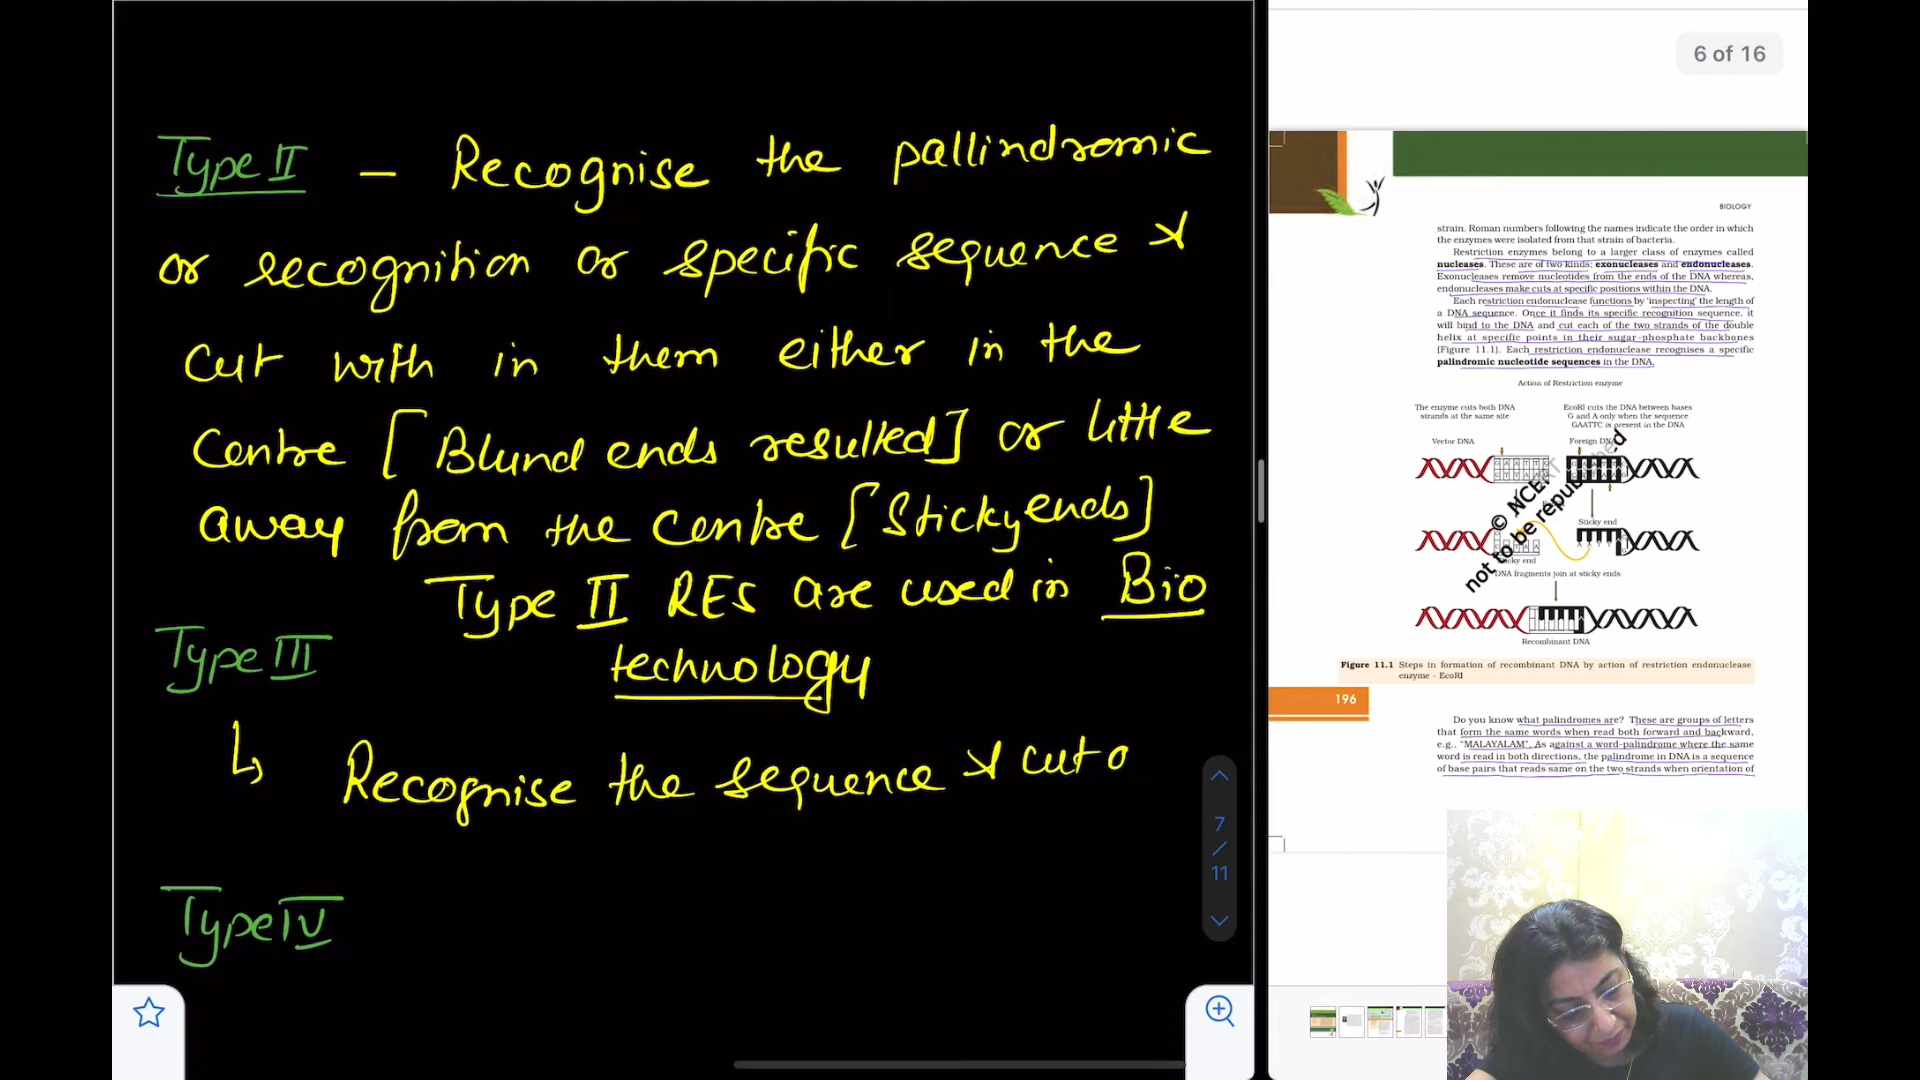 Type II - Recognise the pallindromic
or recognition or specific sequence &
cut with in them either in the
Centre [Blund ends resulted] or little
away from the Centre [Sticky ends]
Type II REs are used in Bio
technology
Type III
↳ Recognise the sequence & cut o
Type IV
7
/
11
6 of 16
BIOLOGY
strain. Roman numbers following the names indicate the order in which
the enzymes were isolated from that strain of bacteria.
Restriction enzymes belong to a larger class of enzymes called
nucleases. These are of two kinds; exonucleases and endonucleases.
Exonucleases remove nucleotides from the ends of the DNA whereas,
endonucleases make cuts at specific positions within the DNA.
Each restriction endonuclease functions by 'inspecting' the length of
a DNA sequence. Once it finds its specific recognition sequence, it
will bind to the DNA and cut each of the two strands of the double
helix at specific points in their sugar-phosphate backbones
(Figure 11.1). Each restriction endonuclease recognises a specific
palindromic nucleotide sequences in the DNA.
Action of Restriction enzyme
The enzyme cuts both DNA
strands at the same site
EcoRI cuts the DNA between bases
G and A only when the sequence
GAATTC is present in the DNA
Vector DNA
Foreign DNA
© NCERT
not to be republished
Sticky end
Sticky end
DNA fragments join at sticky ends
Recombinant DNA
Figure 11.1 Steps in formation of recombinant DNA by action of restriction endonuclease
enzyme - EcoRI
196
Do you know what palindromes are? These are groups of letters
that form the same words when read both forward and backward,
e.g., "MALAYALAM". As against a word-palindrome where the same
word is read in both directions, the palindrome in DNA is a sequence
of base pairs that reads same on the two strands when orientation of